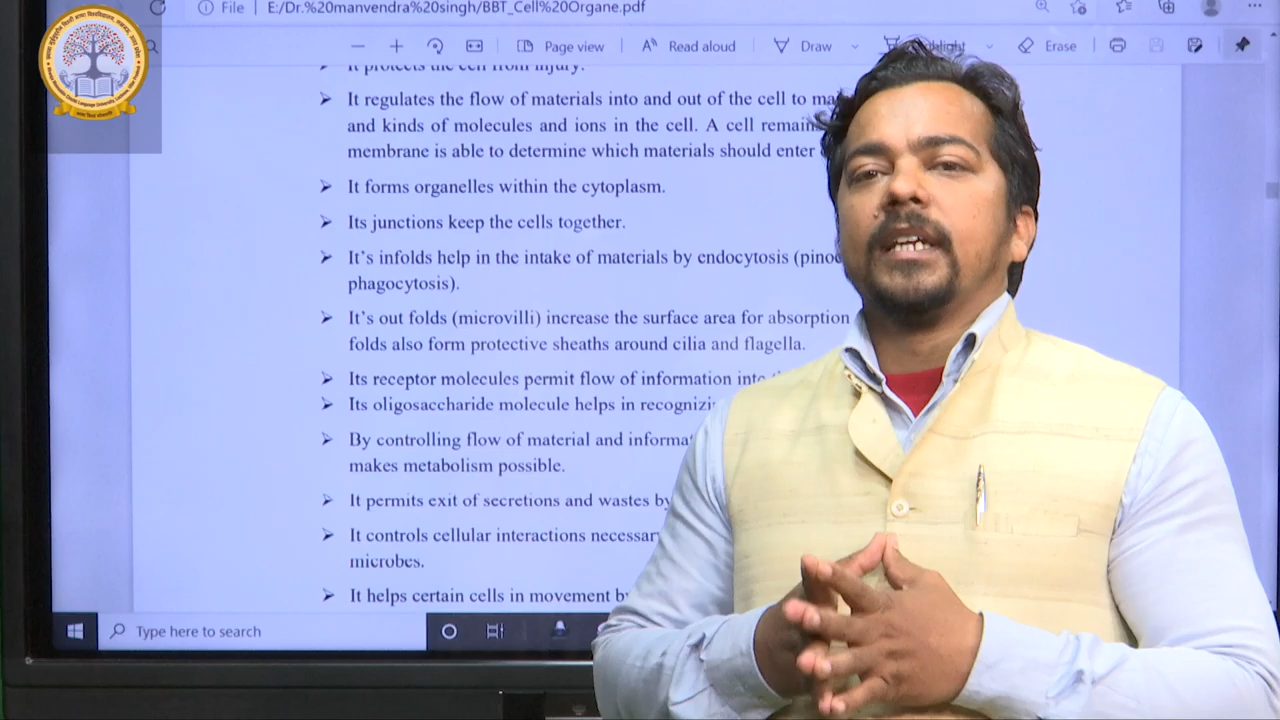 File E:/Dr.%20manvendra%20singh/BBT_Cell%20Organe.pdf
Page view Read aloud Draw Highlight Erase
It protects the cell from injury.
It regulates the flow of materials into and out of the cell to
and kinds of molecules and ions in the cell. A cell
membrane is able to determine which materials should enter
It forms organelles within the cytoplasm.
Its junctions keep the cells together.
It's infolds help in the intake of materials by endocytosis
phagocytosis).
It's out folds (microvilli) increase the surface area for absorption
folds also form protective sheaths around cilia and flagella.
Its receptor molecules permit flow of information into
Its oligosaccharide molecule helps in
By controlling flow of material and
makes metabolism possible.
It permits exit of secretions and wastes by
It controls cellular interactions
microbes.
It helps certain cells in movement
Type here to search